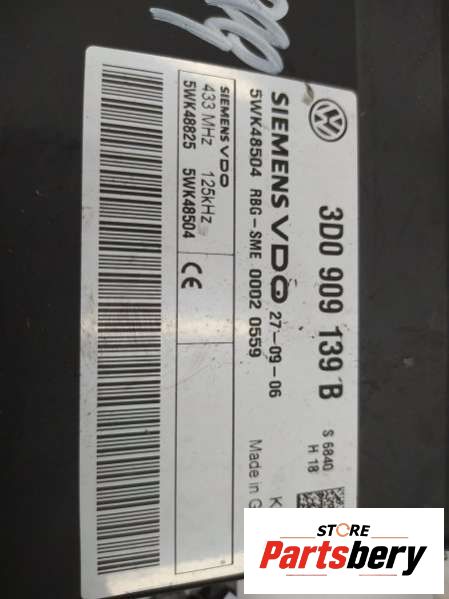 3D0 909 139 B
S 6840
H 18
SIEMENS VDO 27-09-06
5WK48504 RBG-SME 0002 0559
Made in G
K
SIEMENS VDO
433 MHz 125kHz
5WK48825 5WK48504
CE
STORE
Partsbery